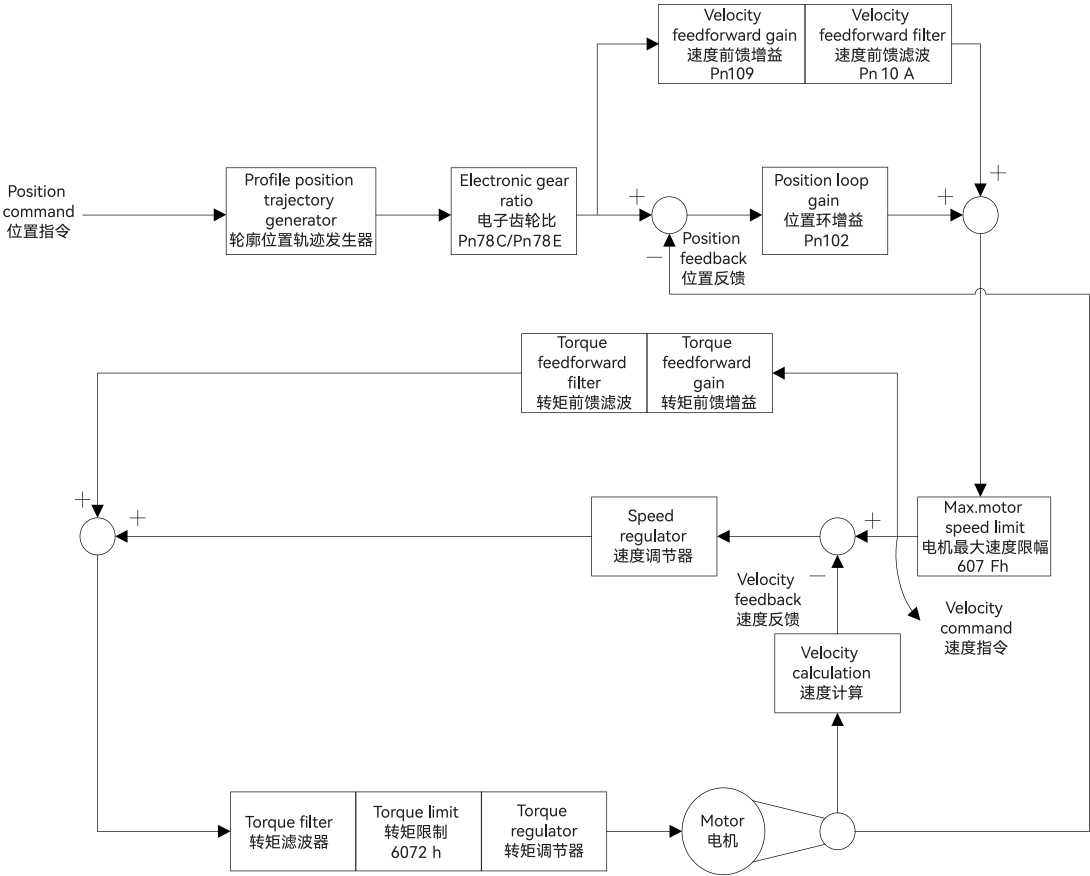 Velocity
feedforward gain
速度前馈增益
Pn109
Velocity
feedforward filter
速度前馈滤波
Pn 10 A
Position
command
位置指令
Profile position
trajectory
generator
轮廓位置轨迹发生器
Electronic gear
ratio
电子齿轮比
Pn78C/Pn78E
+
−
Position
feedback
位置反馈
Position loop
gain
位置环增益
Pn102
+
+
Torque
feedforward
filter
转矩前馈滤波
Torque
feedforward
gain
转矩前馈增益
+
+
Speed
regulator
速度调节器
+
−
Velocity
feedback
速度反馈
Max.motor
speed limit
电机最大速度限幅
607 Fh
Velocity
command
速度指令
Velocity
calculation
速度计算
Torque filter
转矩滤波器
Torque limit
转矩限制
6072 h
Torque
regulator
转矩调节器
Motor
电机